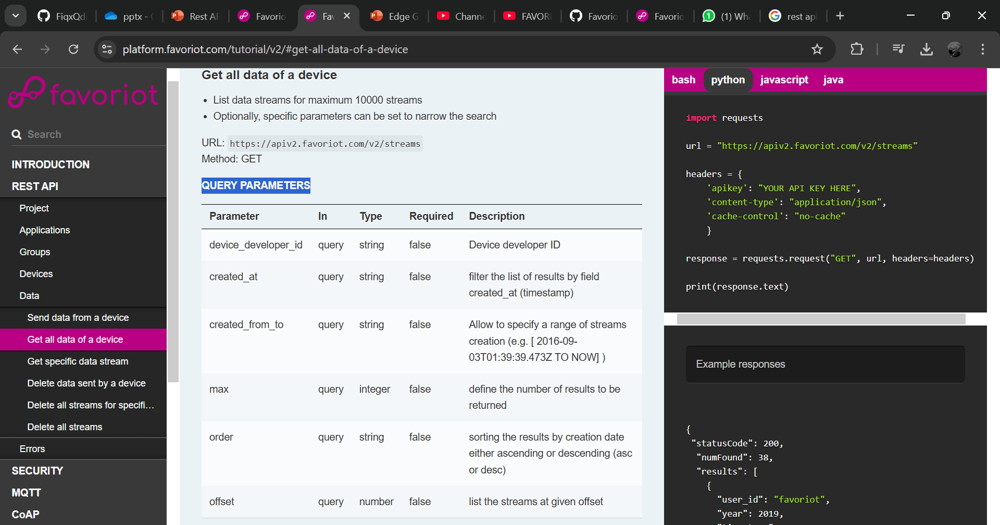 FiqxQd
pptx -
Rest AP
Favorio
Fav
Edge G
Channe
FAVORI
Favorio
Favorio
(1) Wha
rest api
platform.favoriot.com/tutorial/v2/#get-all-data-of-a-device
favoriot
Search
INTRODUCTION
REST API
Project
Applications
Groups
Devices
Data
Send data from a device
Get all data of a device
Get specific data stream
Delete data sent by a device
Delete all streams for specifi…
Delete all streams
Errors
SECURITY
MQTT
CoAP
Get all data of a device
• List data streams for maximum 10000 streams
• Optionally, specific parameters can be set to narrow the search
URL: https://apiv2.favoriot.com/v2/streams
Method: GET
QUERY PARAMETERS
Parameter In Type Required Description
device_developer_id query string false Device developer ID
created_at query string false filter the list of results by field
created_at (timestamp)
created_from_to query string false Allow to specify a range of streams
creation (e.g. [ 2016-09-
03T01:39:39.473Z TO NOW] )
max query integer false define the number of results to be
returned
order query string false sorting the results by creation date
either ascending or descending (asc
or desc)
offset query number false list the streams at given offset
bash python javascript java
import requests
url = "https://apiv2.favoriot.com/v2/streams"
headers = {
'apikey': "YOUR API KEY HERE",
'content-type': "application/json",
'cache-control': "no-cache"
}
response = requests.request("GET", url, headers=headers)
print(response.text)
Example responses
{
"statusCode": 200,
"numFound": 38,
"results": [
{
"user_id": "favoriot",
"year": 2019,